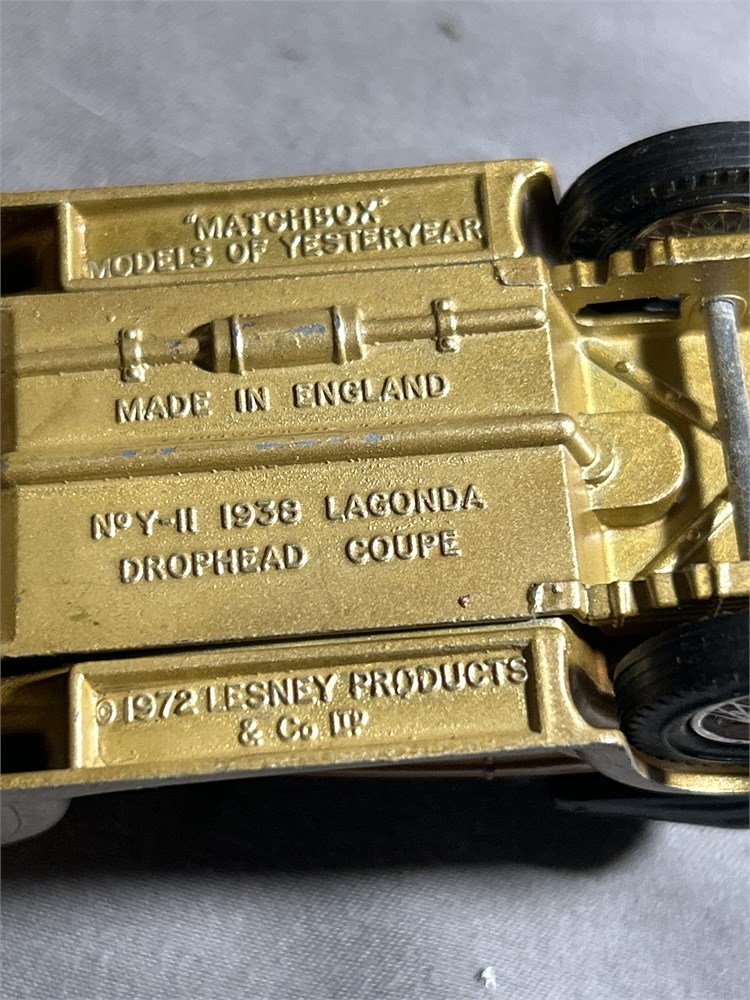 "MATCHBOX"
MODELS OF YESTERYEAR
MADE IN ENGLAND
No Y-11 1938 LAGONDA
DROPHEAD COUPE
© 1972 LESNEY PRODUCTS
& Co LTD